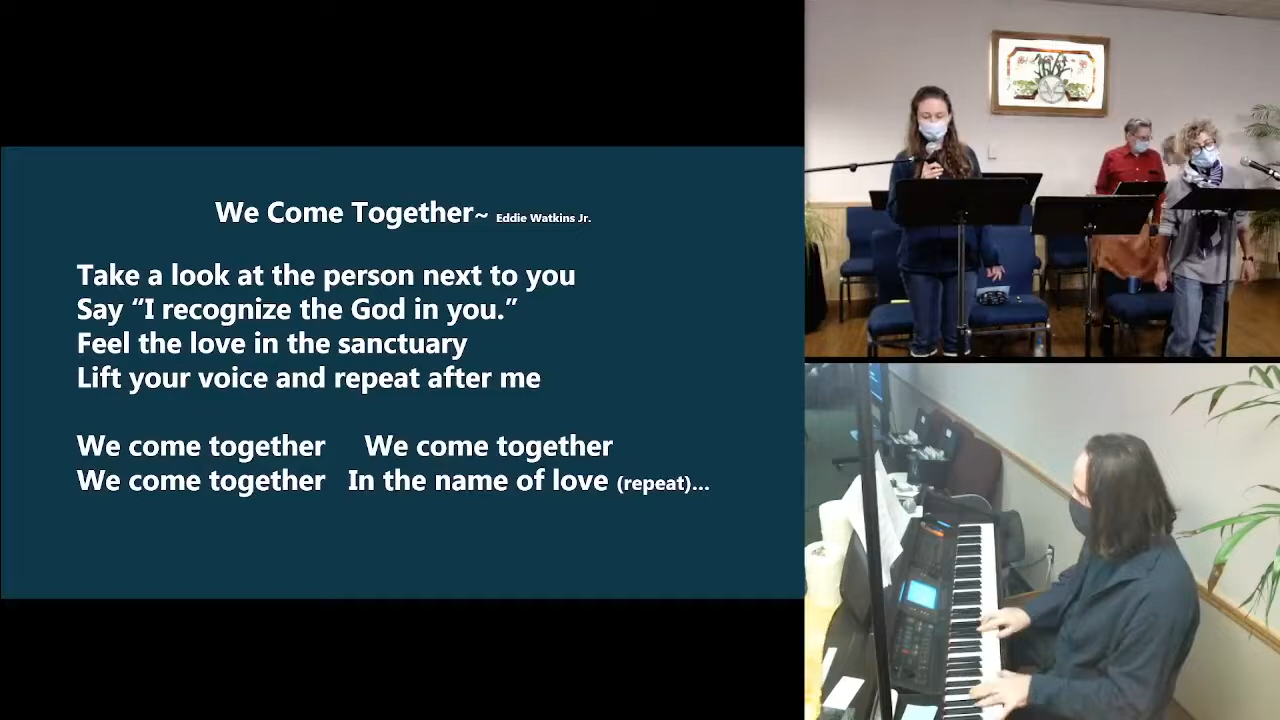 We Come Together~ Eddie Watkins Jr.
Take a look at the person next to you
Say “I recognize the God in you.”
Feel the love in the sanctuary
Lift your voice and repeat after me
We come together We come together
We come together In the name of love (repeat)...